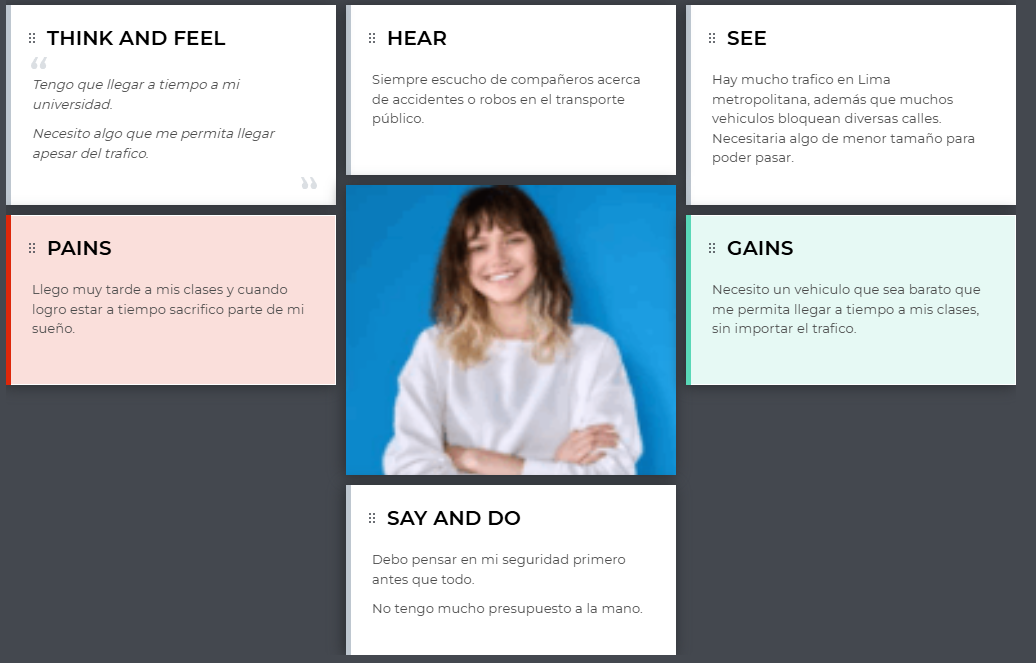 THINK AND FEEL
“
Tengo que llegar a tiempo a mi
universidad.
Necesito algo que me permita llegar
apesar del trafico.
”
HEAR
Siempre escucho de compañeros acerca
de accidentes o robos en el transporte
público.
SEE
Hay mucho trafico en Lima
metropolitana, además que muchos
vehiculos bloquean diversas calles.
Necesitaria algo de menor tamaño para
poder pasar.
PAINS
Llego muy tarde a mis clases y cuando
logro estar a tiempo sacrifico parte de mi
sueño.
GAINS
Necesito un vehiculo que sea barato que
me permita llegar a tiempo a mis clases,
sin importar el trafico.
SAY AND DO
Debo pensar en mi seguridad primero
antes que todo.
No tengo mucho presupuesto a la mano.